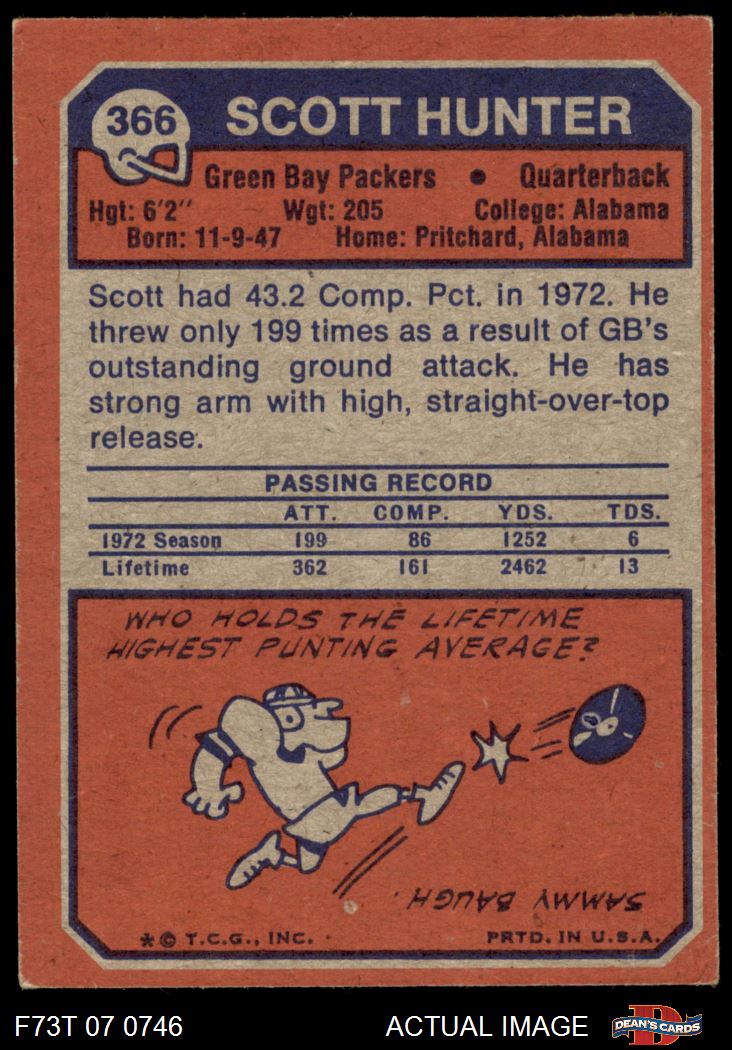 366 SCOTT HUNTER
Green Bay Packers • Quarterback
Hgt: 6'2'' Wgt: 205 College: Alabama
Born: 11-9-47 Home: Pritchard, Alabama
Scott had 43.2 Comp. Pct. in 1972. He
threw only 199 times as a result of GB's
outstanding ground attack. He has
strong arm with high, straight-over-top
release.
PASSING RECORD
ATT. COMP. YDS. TDS.
1972 Season 199 86 1252 6
Lifetime 362 161 2462 13
WHO HOLDS THE LIFETIME
HIGHEST PUNTING AVERAGE?
SAMMY BAUGH.
*© T.C.G., INC. PRTD. IN U.S.A.
F73T 07 0746 ACTUAL IMAGE D DEAN'S CARDS